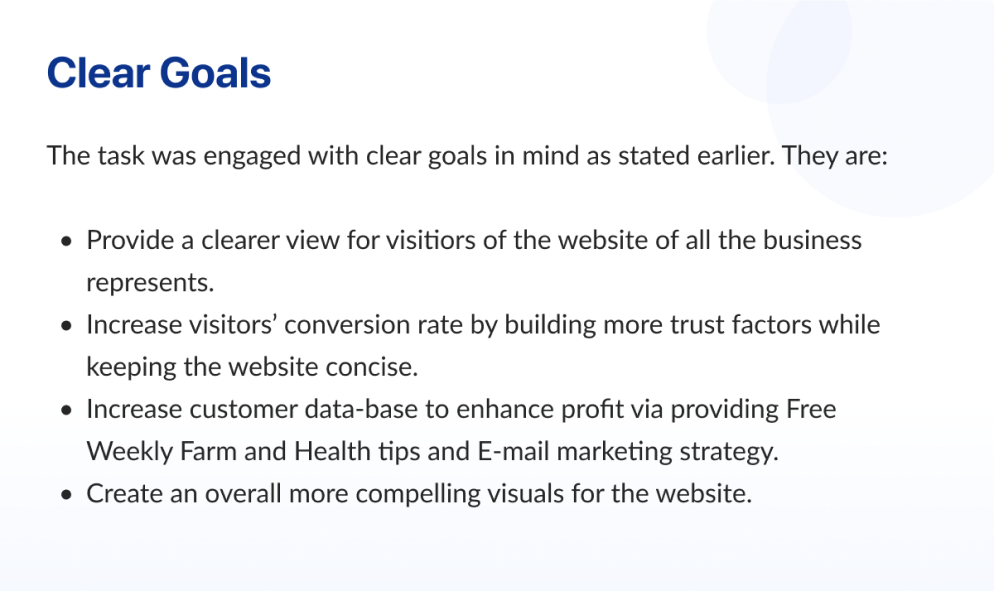 Clear Goals
The task was engaged with clear goals in mind as stated earlier. They are:
• Provide a clearer view for visitiors of the website of all the business
represents.
• Increase visitors’ conversion rate by building more trust factors while
keeping the website concise.
• Increase customer data-base to enhance profit via providing Free
Weekly Farm and Health tips and E-mail marketing strategy.
• Create an overall more compelling visuals for the website.